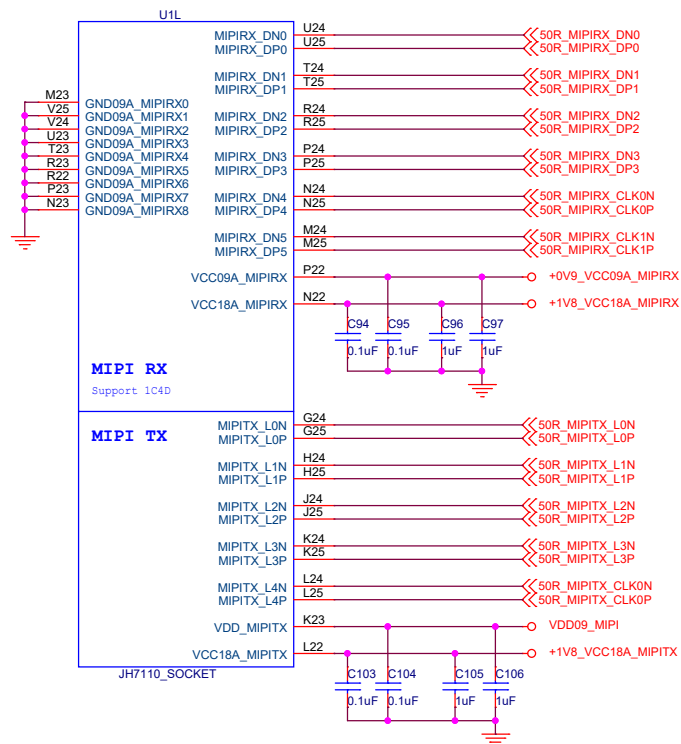 U1L
MIPIRX_DN0 U24 50R_MIPIRX_DN0
MIPIRX_DP0 U25 50R_MIPIRX_DP0
MIPIRX_DN1 T24 50R_MIPIRX_DN1
MIPIRX_DP1 T25 50R_MIPIRX_DP1
M23 GND09A_MIPIRX0
V25 GND09A_MIPIRX1
MIPIRX_DN2 R24 50R_MIPIRX_DN2
V24 GND09A_MIPIRX2
MIPIRX_DP2 R25 50R_MIPIRX_DP2
U23 GND09A_MIPIRX3
T23 GND09A_MIPIRX4
MIPIRX_DN3 P24 50R_MIPIRX_DN3
R23 GND09A_MIPIRX5
MIPIRX_DP3 P25 50R_MIPIRX_DP3
R22 GND09A_MIPIRX6
P23 GND09A_MIPIRX7
MIPIRX_DN4 N24 50R_MIPIRX_CLK0N
N23 GND09A_MIPIRX8
MIPIRX_DP4 N25 50R_MIPIRX_CLK0P
MIPIRX_DN5 M24 50R_MIPIRX_CLK1N
MIPIRX_DP5 M25 50R_MIPIRX_CLK1P
VCC09A_MIPIRX P22 +0V9_VCC09A_MIPIRX
VCC18A_MIPIRX N22 +1V8_VCC18A_MIPIRX
C94 C95 C96 C97
0.1uF 0.1uF 1uF 1uF
MIPI RX
Support 1C4D
MIPI TX
MIPITX_L0N G24 50R_MIPITX_L0N
MIPITX_L0P G25 50R_MIPITX_L0P
MIPITX_L1N H24 50R_MIPITX_L1N
MIPITX_L1P H25 50R_MIPITX_L1P
MIPITX_L2N J24 50R_MIPITX_L2N
MIPITX_L2P J25 50R_MIPITX_L2P
MIPITX_L3N K24 50R_MIPITX_L3N
MIPITX_L3P K25 50R_MIPITX_L3P
MIPITX_L4N L24 50R_MIPITX_CLK0N
MIPITX_L4P L25 50R_MIPITX_CLK0P
VDD_MIPITX K23 VDD09_MIPI
VCC18A_MIPITX L22 +1V8_VCC18A_MIPITX
JH7110_SOCKET
C103 C104 C105 C106
0.1uF 0.1uF 1uF 1uF